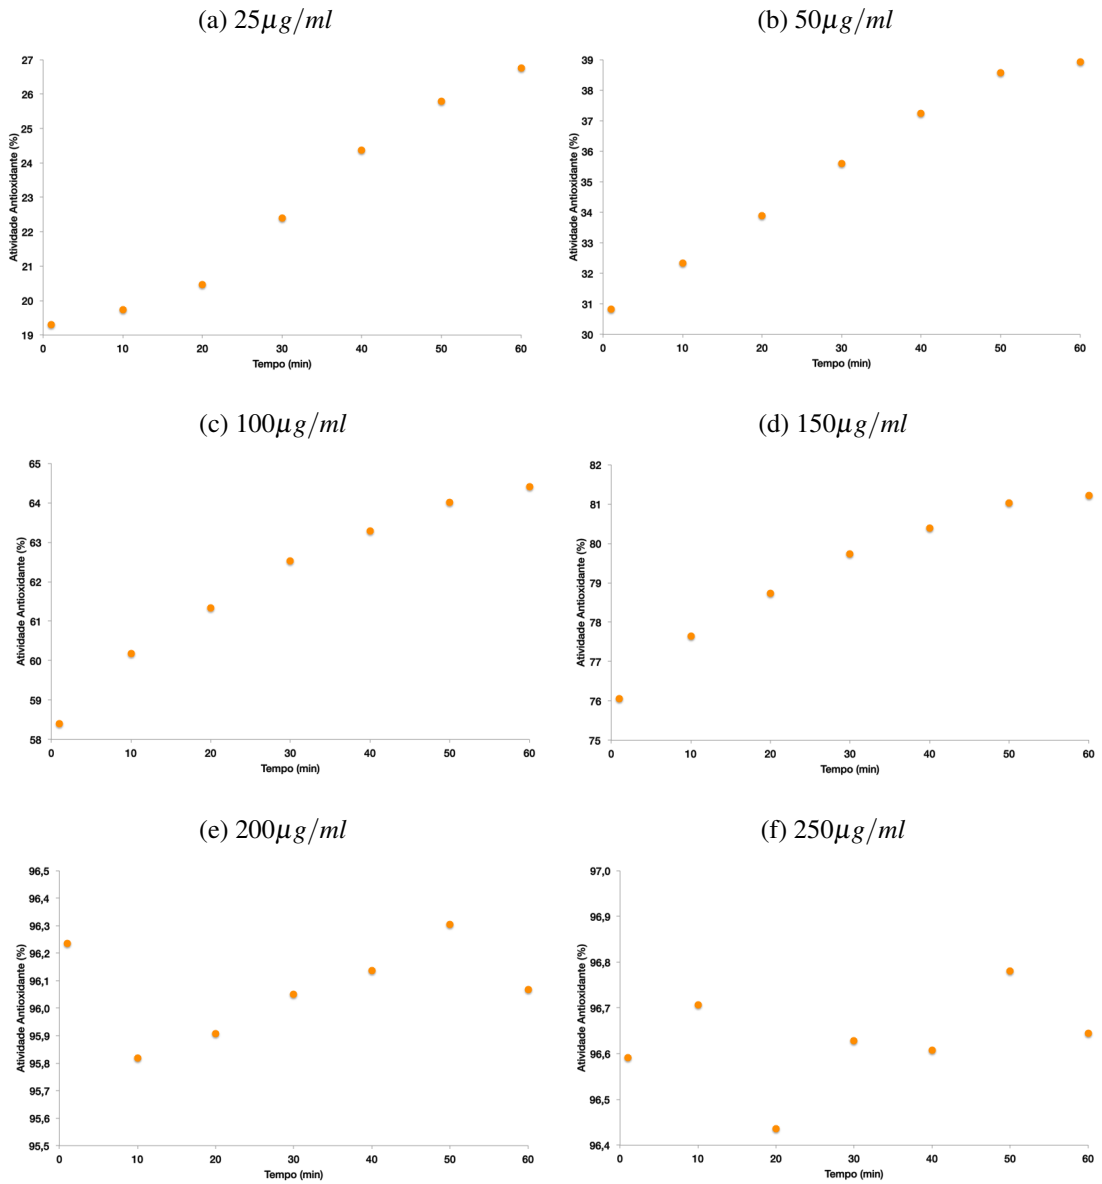 (a) 25μg/ml
27
26
25
24
23
22
21
20
19
Atividade Antioxidante (%)
0 10 20 30 40 50 60
Tempo (min)
(b) 50μg/ml
39
38
37
36
35
34
33
32
31
30
Atividade Antioxidante (%)
0 10 20 30 40 50 60
Tempo (min)
(c) 100μg/ml
65
64
63
62
61
60
59
58
Atividade Antioxidante (%)
0 10 20 30 40 50 60
Tempo (min)
(d) 150μg/ml
82
81
80
79
78
77
76
75
Atividade Antioxidante (%)
0 10 20 30 40 50 60
Tempo (min)
(e) 200μg/ml
96,5
96,4
96,3
96,2
96,1
96,0
95,9
95,8
95,7
95,6
95,5
Atividade Antioxidante (%)
0 10 20 30 40 50 60
Tempo (min)
(f) 250μg/ml
97,0
96,9
96,8
96,7
96,6
96,5
96,4
Atividade Antioxidante (%)
0 10 20 30 40 50 60
Tempo (min)